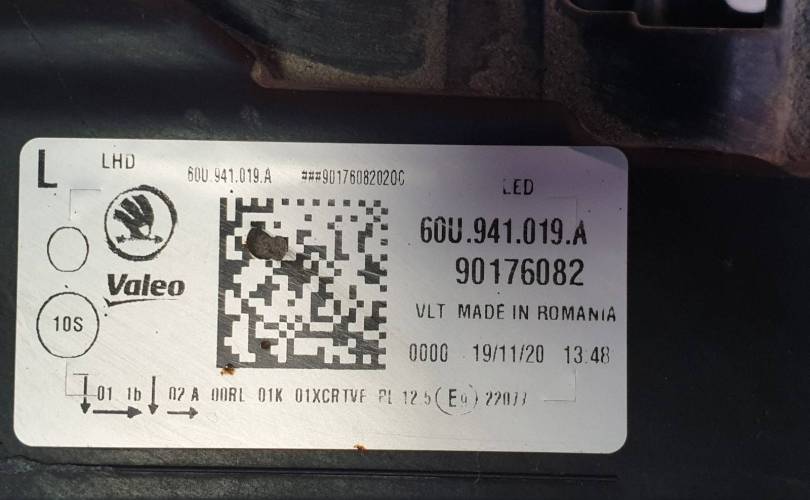 L LHD
60U.941.019.A ###90176082020C
LED
60U.941.019.A
90176082
Valeo
VLT MADE IN ROMANIA
10S
0000 19/11/20 13.48
01 1b 02 A 00RL 01K 01XCRTVF PL 12.5 E9 22077